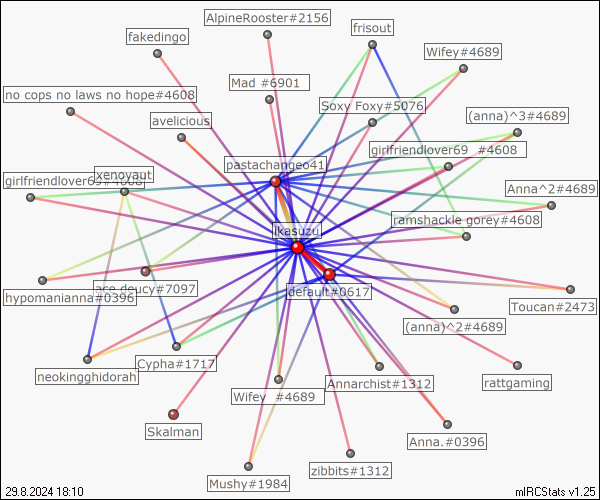 AlpineRooster#2156
frisout
fakedingo
Wifey#4689
Mad #6901
no cops no laws no hope#4608
Soxy Foxy#5076
(anna)^3#4689
avelicious
girlfriendlover69 #4608
pastachangeo41
xenovaut
girlfriendlover69#4608
Anna^2#4689
ramshackle gorey#4608
ikasuzu
ace deucy#7097
default#0617
hypomanianna#0396
Toucan#2473
(anna)^2#4689
Cypha#1717
neokingghidorah
Annarchist#1312
rattgaming
Wifey #4689
Skalman
Anna.#0396
zibbits#1312
Mushy#1984
29.8.2024 18:10
mIRCStats v1.25